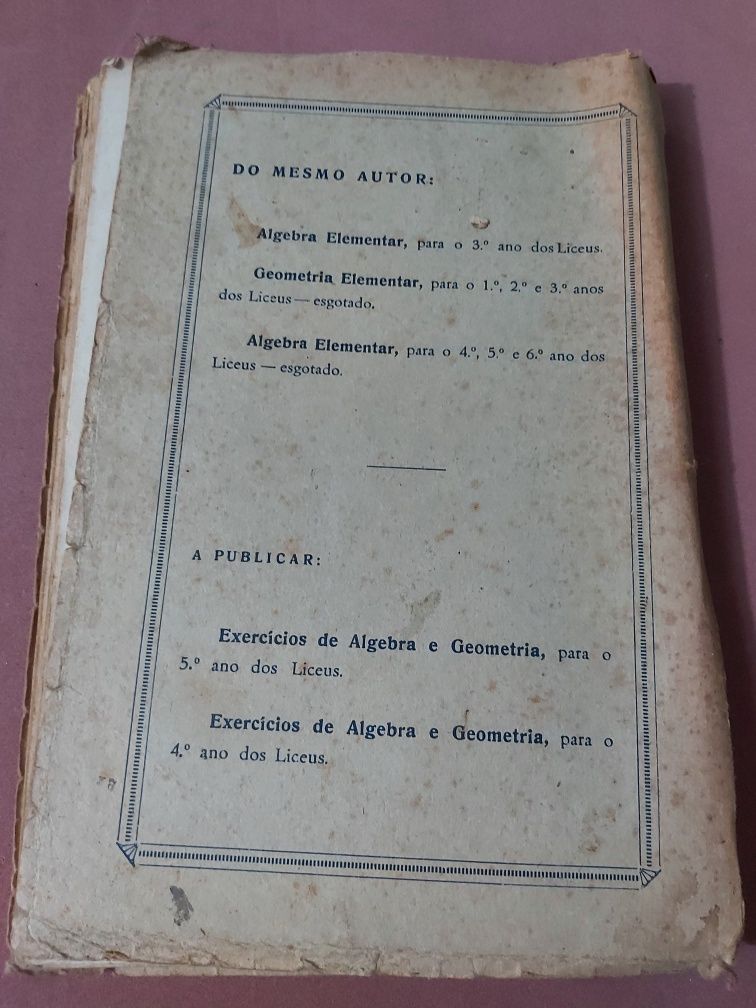 DO MESMO AUTOR:
Algebra Elementar, para o 3.º ano dos Liceus.
Geometria Elementar, para o 1.º, 2.º e 3.º anos
dos Liceus — esgotado.
Algebra Elementar, para o 4.º, 5.º e 6.º ano dos
Liceus — esgotado.
A PUBLICAR:
Exercícios de Algebra e Geometria, para o
5.º ano dos Liceus.
Exercícios de Algebra e Geometria, para o
4.º ano dos Liceus.